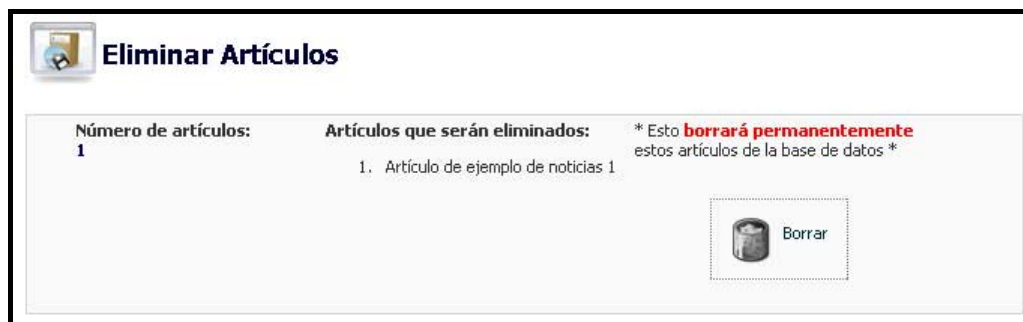 Eliminar Artículos
Número de artículos:
1
Artículos que serán eliminados:
1. Artículo de ejemplo de noticias 1
* Esto borrará permanentemente
estos artículos de la base de datos *
Borrar